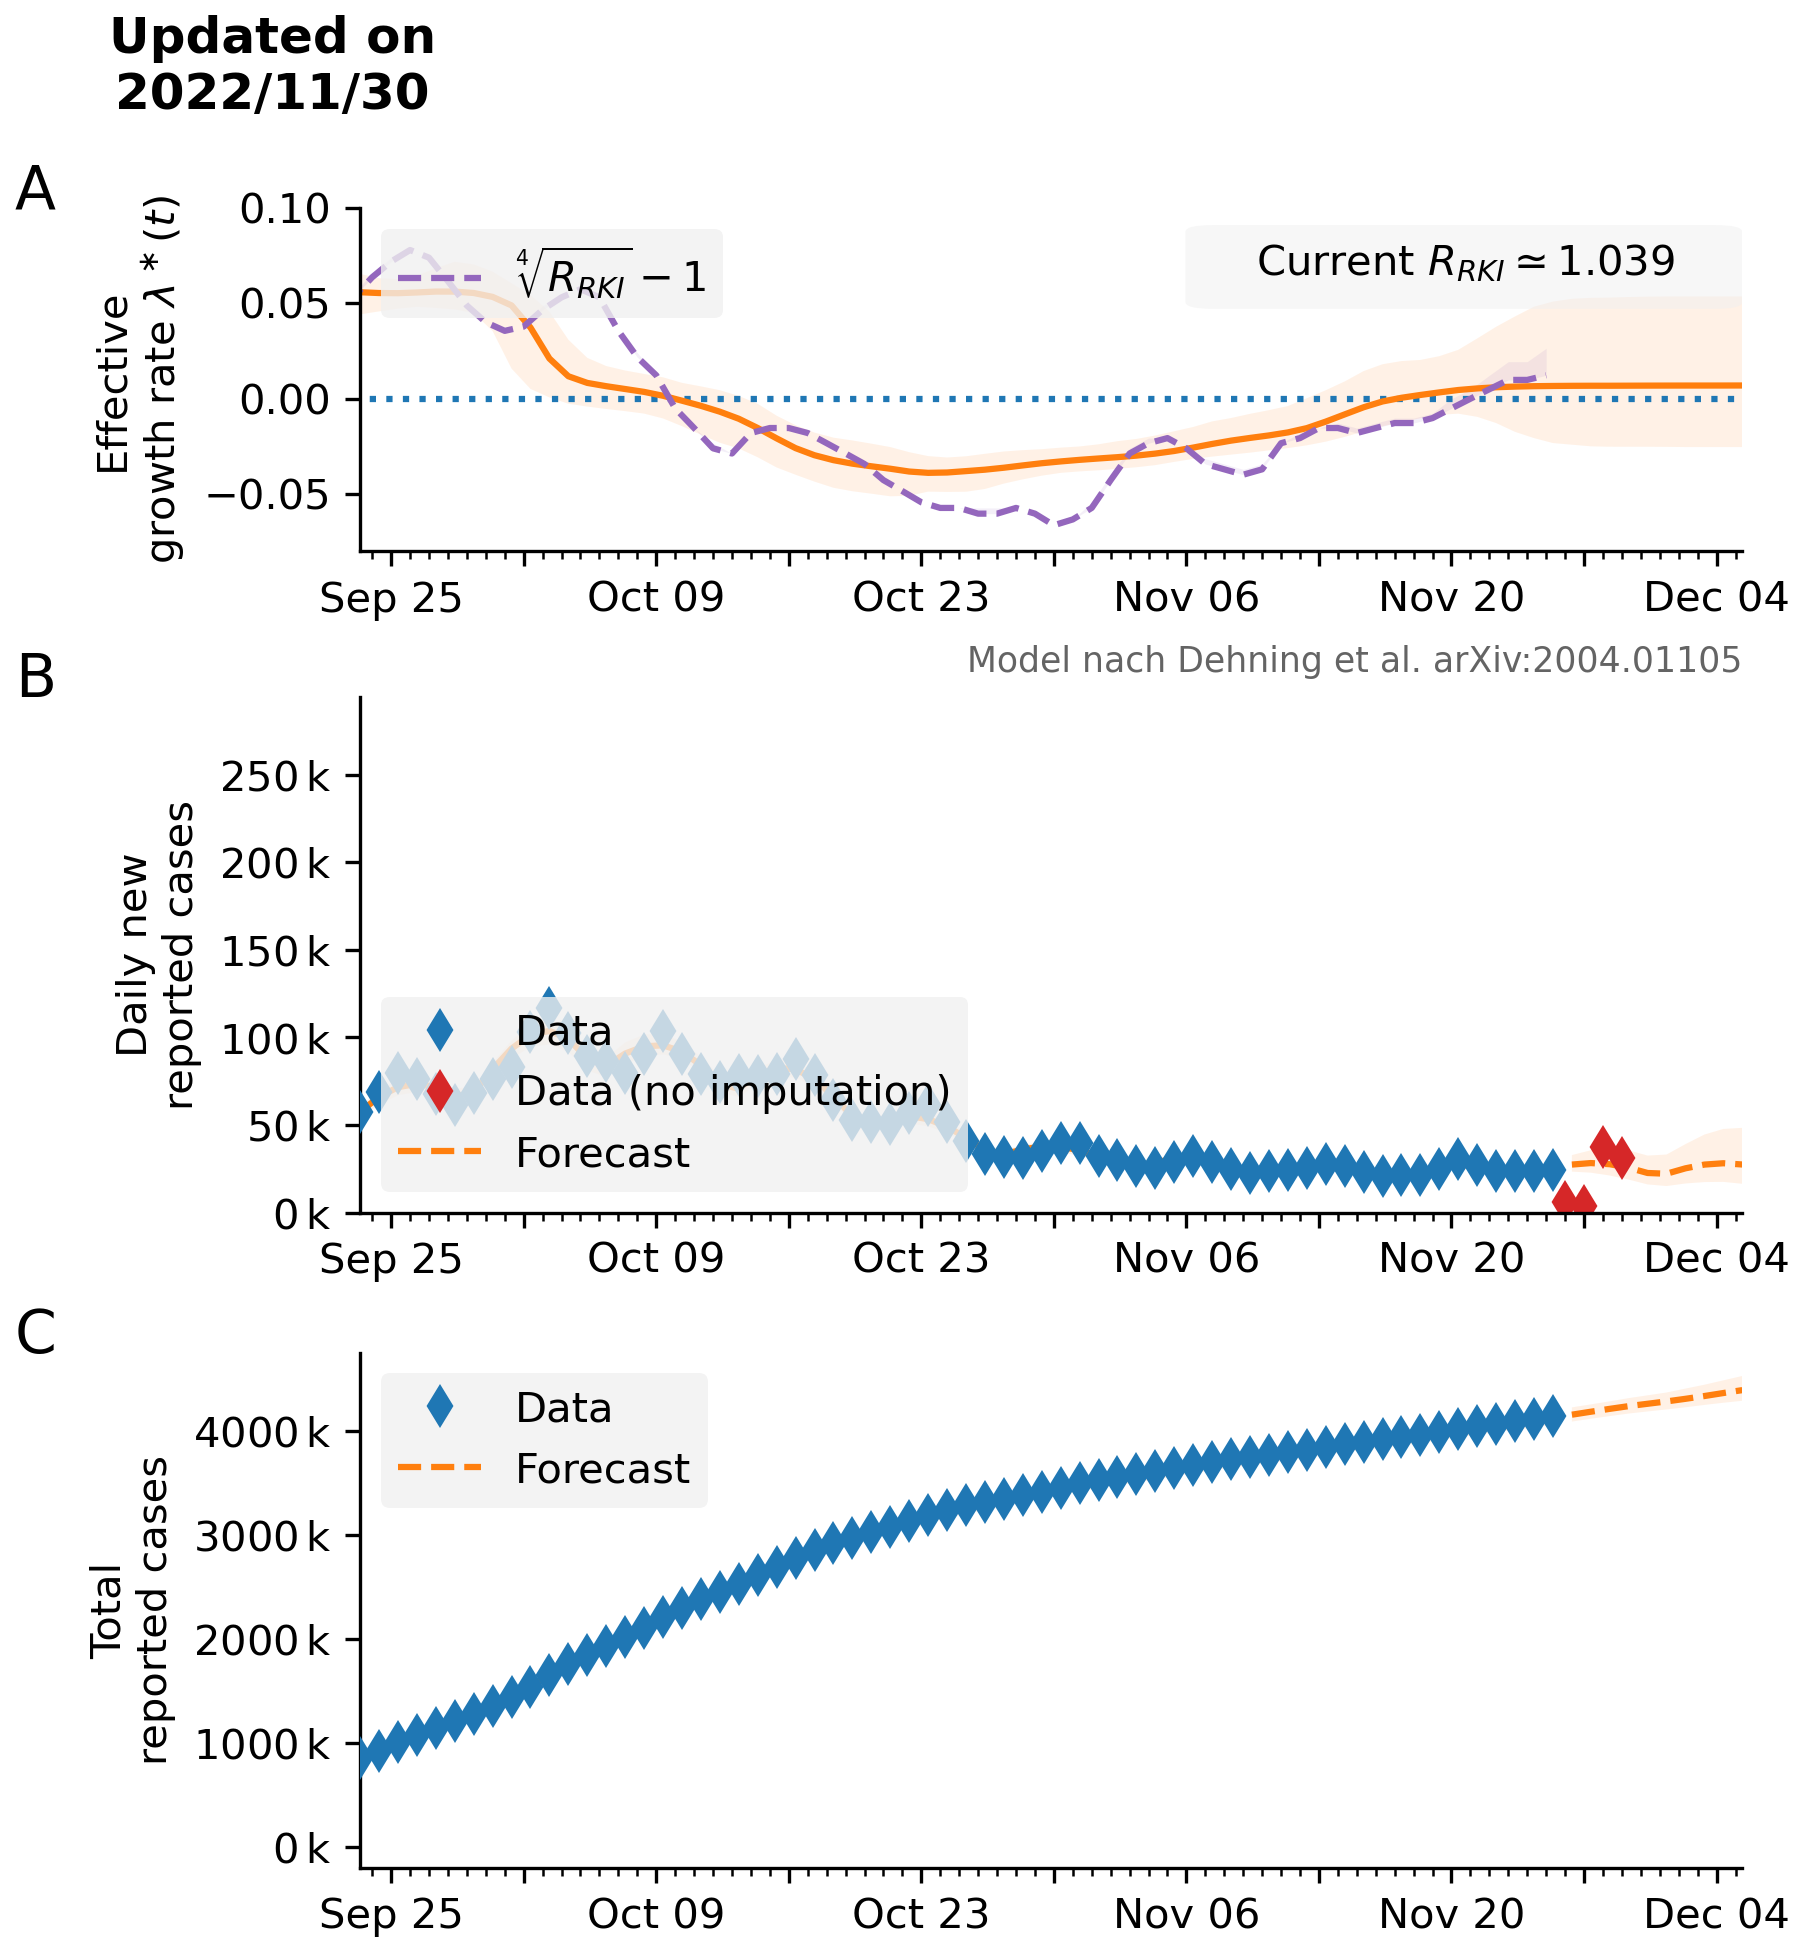 Updated on
2022/11/30
A
Effective
growth rate λ * (t)
0.10
0.05
0.00
−0.05
∜R_RKI − 1
Current R_RKI ≃ 1.039
Sep 25 Oct 09 Oct 23 Nov 06 Nov 20 Dec 04
Model nach Dehning et al. arXiv:2004.01105
B
Daily new
reported cases
250 k
200 k
150 k
100 k
50 k
0 k
Data
Data (no imputation)
Forecast
Sep 25 Oct 09 Oct 23 Nov 06 Nov 20 Dec 04
C
Total
reported cases
4000 k
3000 k
2000 k
1000 k
0 k
Data
Forecast
Sep 25 Oct 09 Oct 23 Nov 06 Nov 20 Dec 04